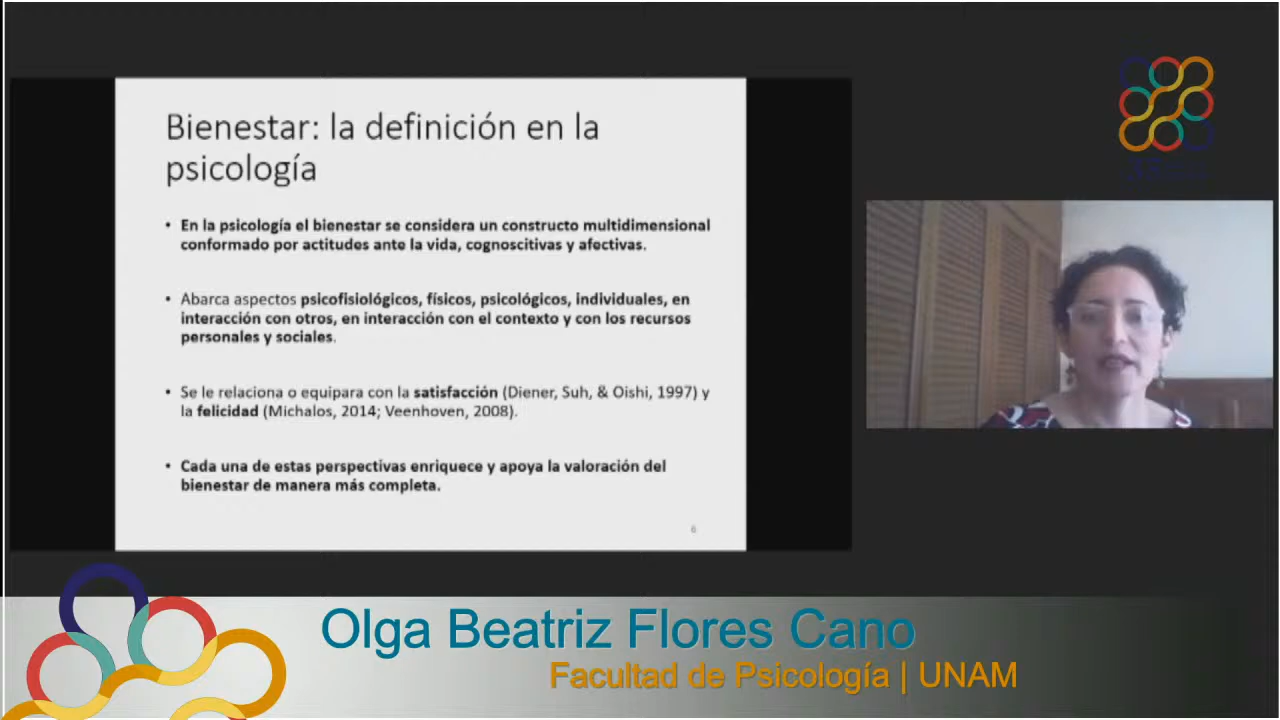 Bienestar: la definición en la
psicología
• En la psicología el bienestar se considera un constructo multidimensional
conformado por actitudes ante la vida, cognoscitivas y afectivas.
• Abarca aspectos psicofisiológicos, físicos, psicológicos, individuales, en
interacción con otros, en interacción con el contexto y con los recursos
personales y sociales.
• Se le relaciona o equipara con la satisfacción (Diener, Suh, & Oishi, 1997) y
la felicidad (Michalos, 2014; Veenhoven, 2008).
• Cada una de estas perspectivas enriquece y apoya la valoración del
bienestar de manera más completa.
6
Olga Beatriz Flores Cano
Facultad de Psicología | UNAM